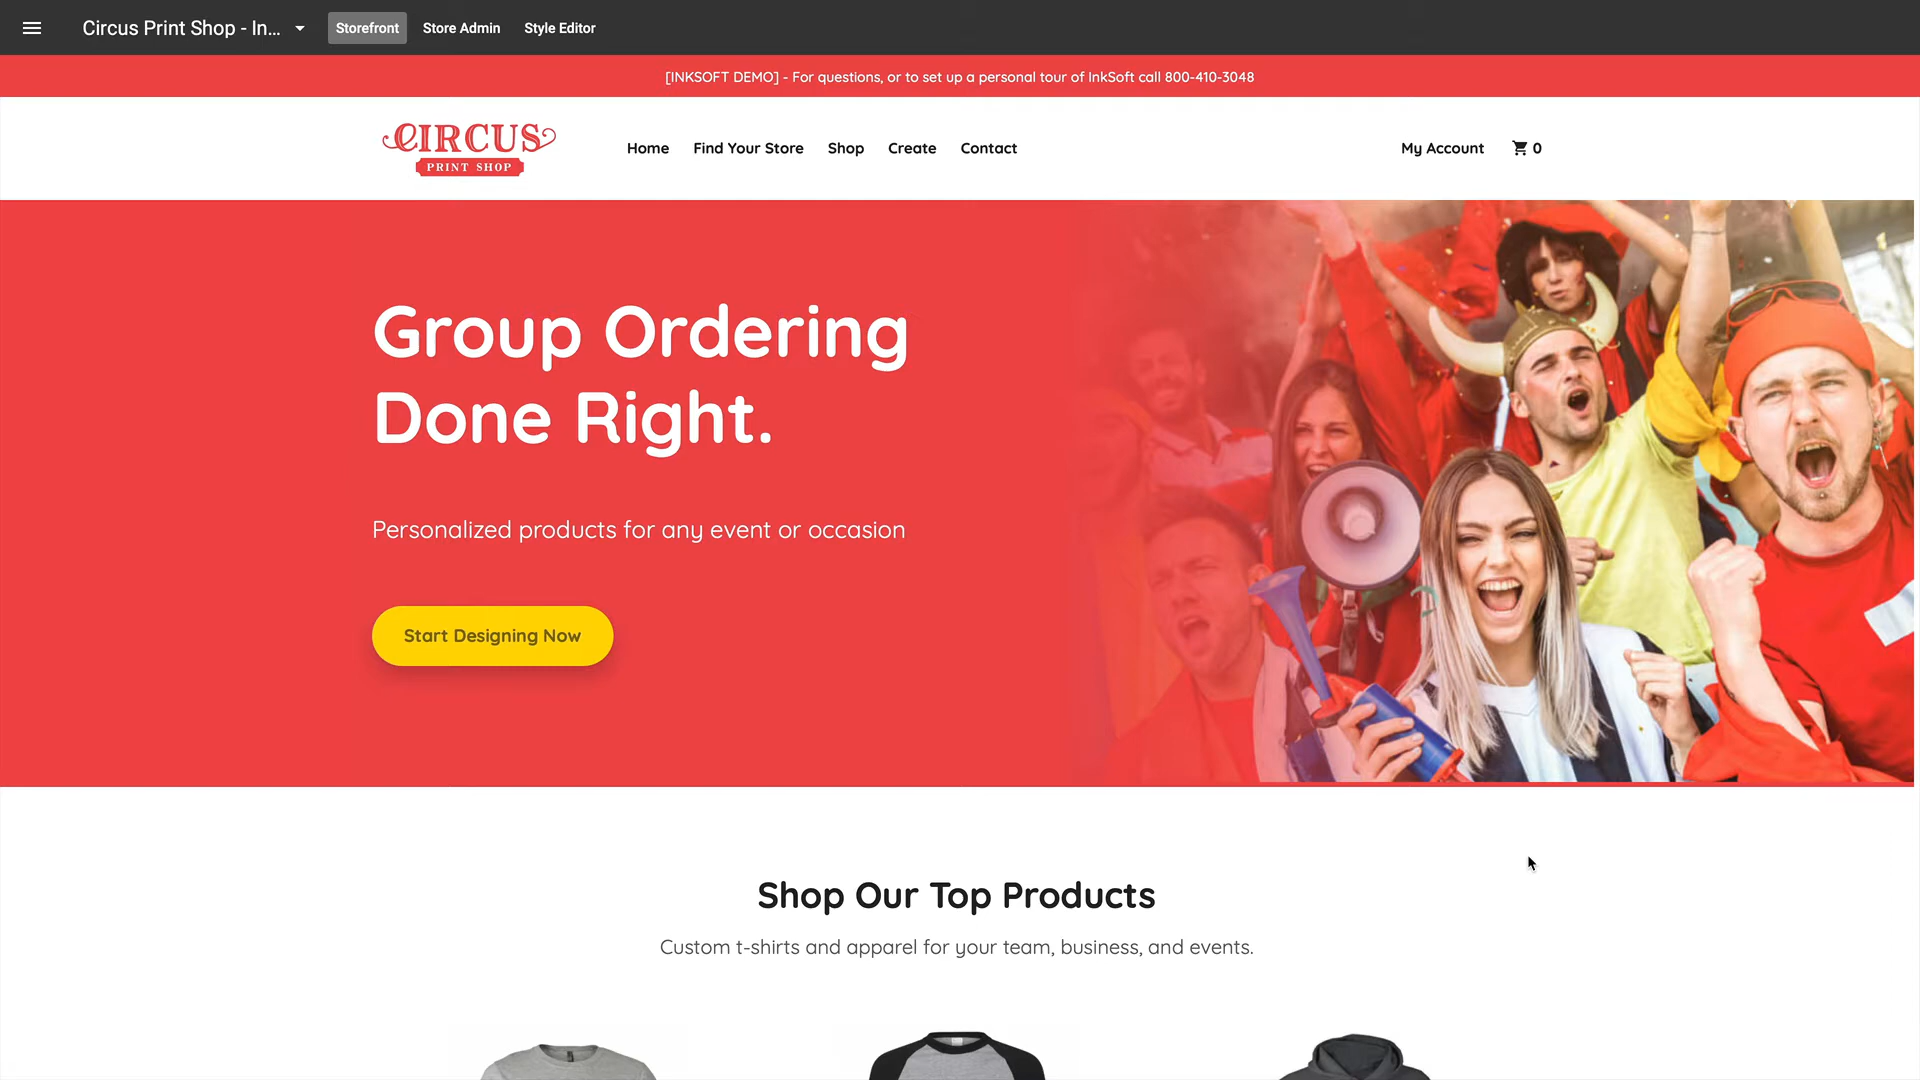 Circus Print Shop - In...
Storefront
Store Admin
Style Editor
[INKSOFT DEMO] - For questions, or to set up a personal tour of InkSoft call 800-410-3048
CIRCUS
PRINT SHOP
Home
Find Your Store
Shop
Create
Contact
My Account
0
Group Ordering
Done Right.
Personalized products for any event or occasion
Start Designing Now
Shop Our Top Products
Custom t-shirts and apparel for your team, business, and events.